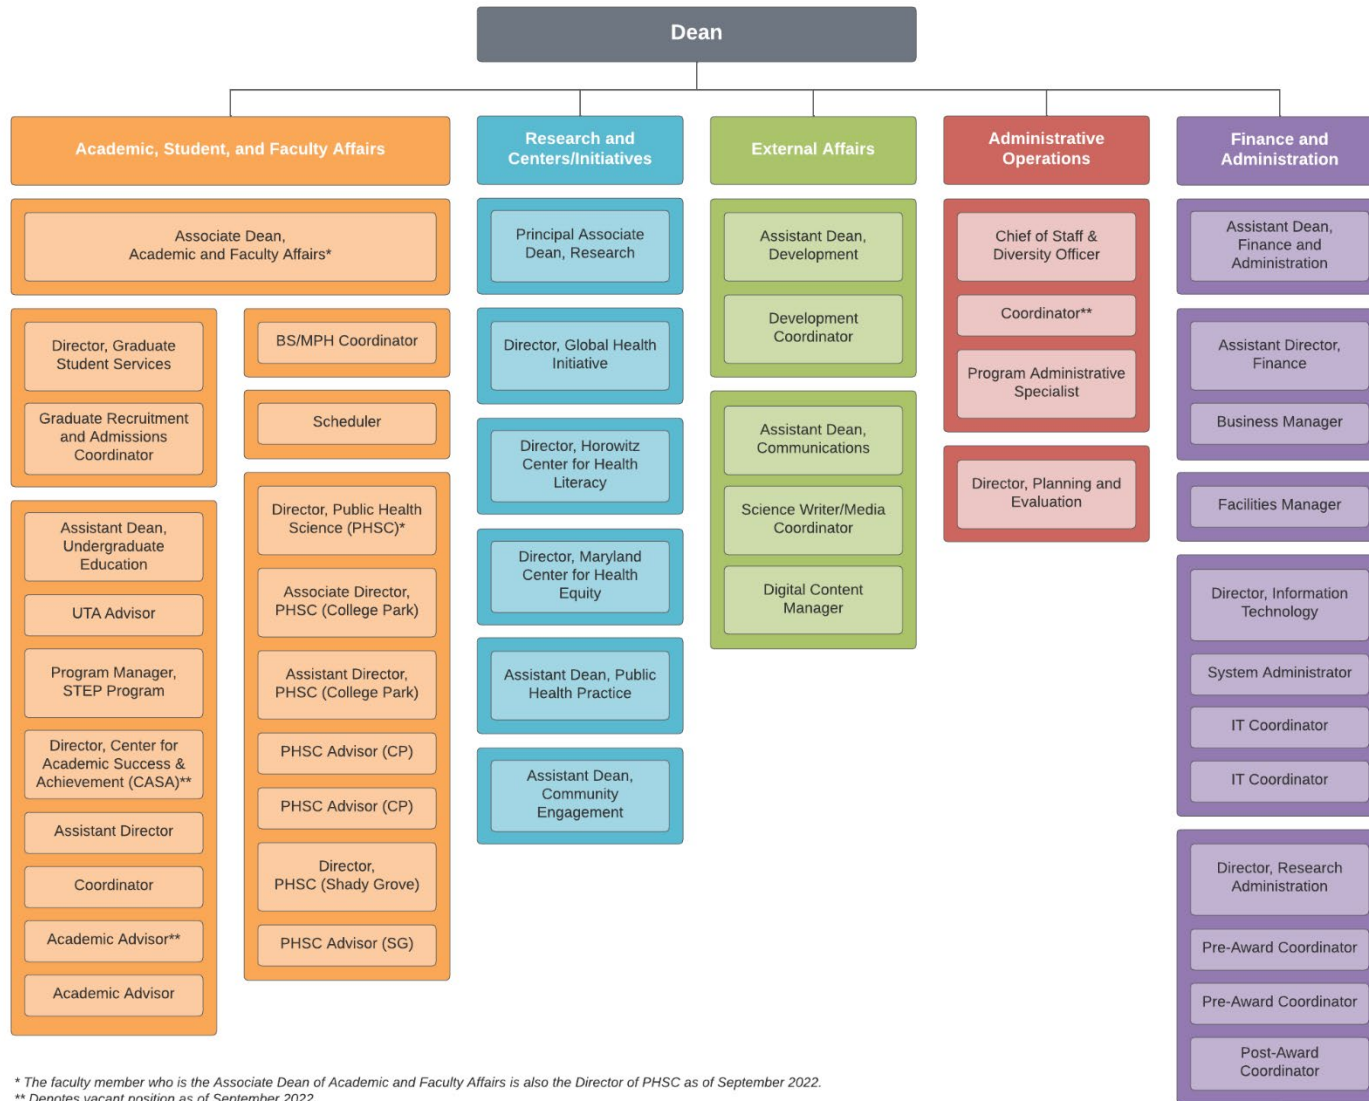 Dean
Academic, Student, and Faculty Affairs
Associate Dean,
Academic and Faculty Affairs*
Director, Graduate
Student Services
Graduate Recruitment
and Admissions
Coordinator
Assistant Dean,
Undergraduate
Education
UTA Advisor
Program Manager,
STEP Program
Director, Center for
Academic Success &
Achievement (CASA)**
Assistant Director
Coordinator
Academic Advisor**
Academic Advisor
BS/MPH Coordinator
Scheduler
Director, Public Health
Science (PHSC)*
Associate Director,
PHSC (College Park)
Assistant Director,
PHSC (College Park)
PHSC Advisor (CP)
PHSC Advisor (CP)
Director,
PHSC (Shady Grove)
PHSC Advisor (SG)
Research and
Centers/Initiatives
Principal Associate
Dean, Research
Director, Global Health
Initiative
Director, Horowitz
Center for Health
Literacy
Director, Maryland
Center for Health
Equity
Assistant Dean, Public
Health Practice
Assistant Dean,
Community
Engagement
External Affairs
Assistant Dean,
Development
Development
Coordinator
Assistant Dean,
Communications
Science Writer/Media
Coordinator
Digital Content
Manager
Administrative
Operations
Chief of Staff &
Diversity Officer
Coordinator**
Program Administrative
Specialist
Director, Planning and
Evaluation
Finance and
Administration
Assistant Dean,
Finance and
Administration
Assistant Director,
Finance
Business Manager
Facilities Manager
Director, Information
Technology
System Administrator
IT Coordinator
IT Coordinator
Director, Research
Administration
Pre-Award Coordinator
Pre-Award Coordinator
Post-Award
Coordinator
* The faculty member who is the Associate Dean of Academic and Faculty Affairs is also the Director of PHSC as of September 2022.
** Denotes vacant position as of September 2022